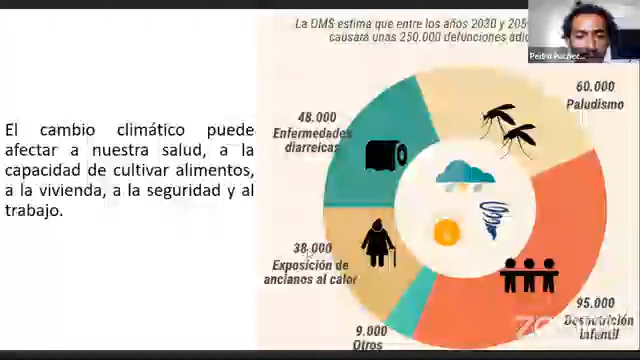 La OMS estima que entre los años 2030 y
causará unas 250.000 defunciones
Pedro
60.000
Paludismo
48.000
Enfermedades
diarreicas
El cambio climático puede
afectar a nuestra salud, a la
capacidad de cultivar alimentos,
a la vivienda, a la seguridad y al
trabajo.
38.000
Exposición de
ancianos al calor
95.000
Desnutrición
infantil
9.000
Otros